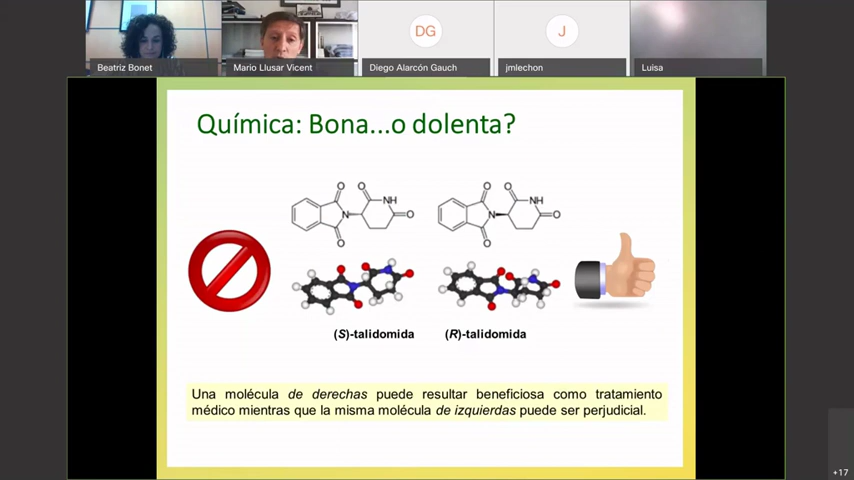 DG
J
Beatriz Bonet
Mario Llusar Vicent
Diego Alarcón Gauch
jmlechon
Luisa
Química: Bona...o dolenta?
O
O
NH
N
O
O
O
O
NH
N
O
O
(S)-talidomida
(R)-talidomida
Una molécula de derechas puede resultar beneficiosa como tratamiento
médico mientras que la misma molécula de izquierdas puede ser perjudicial.
+17